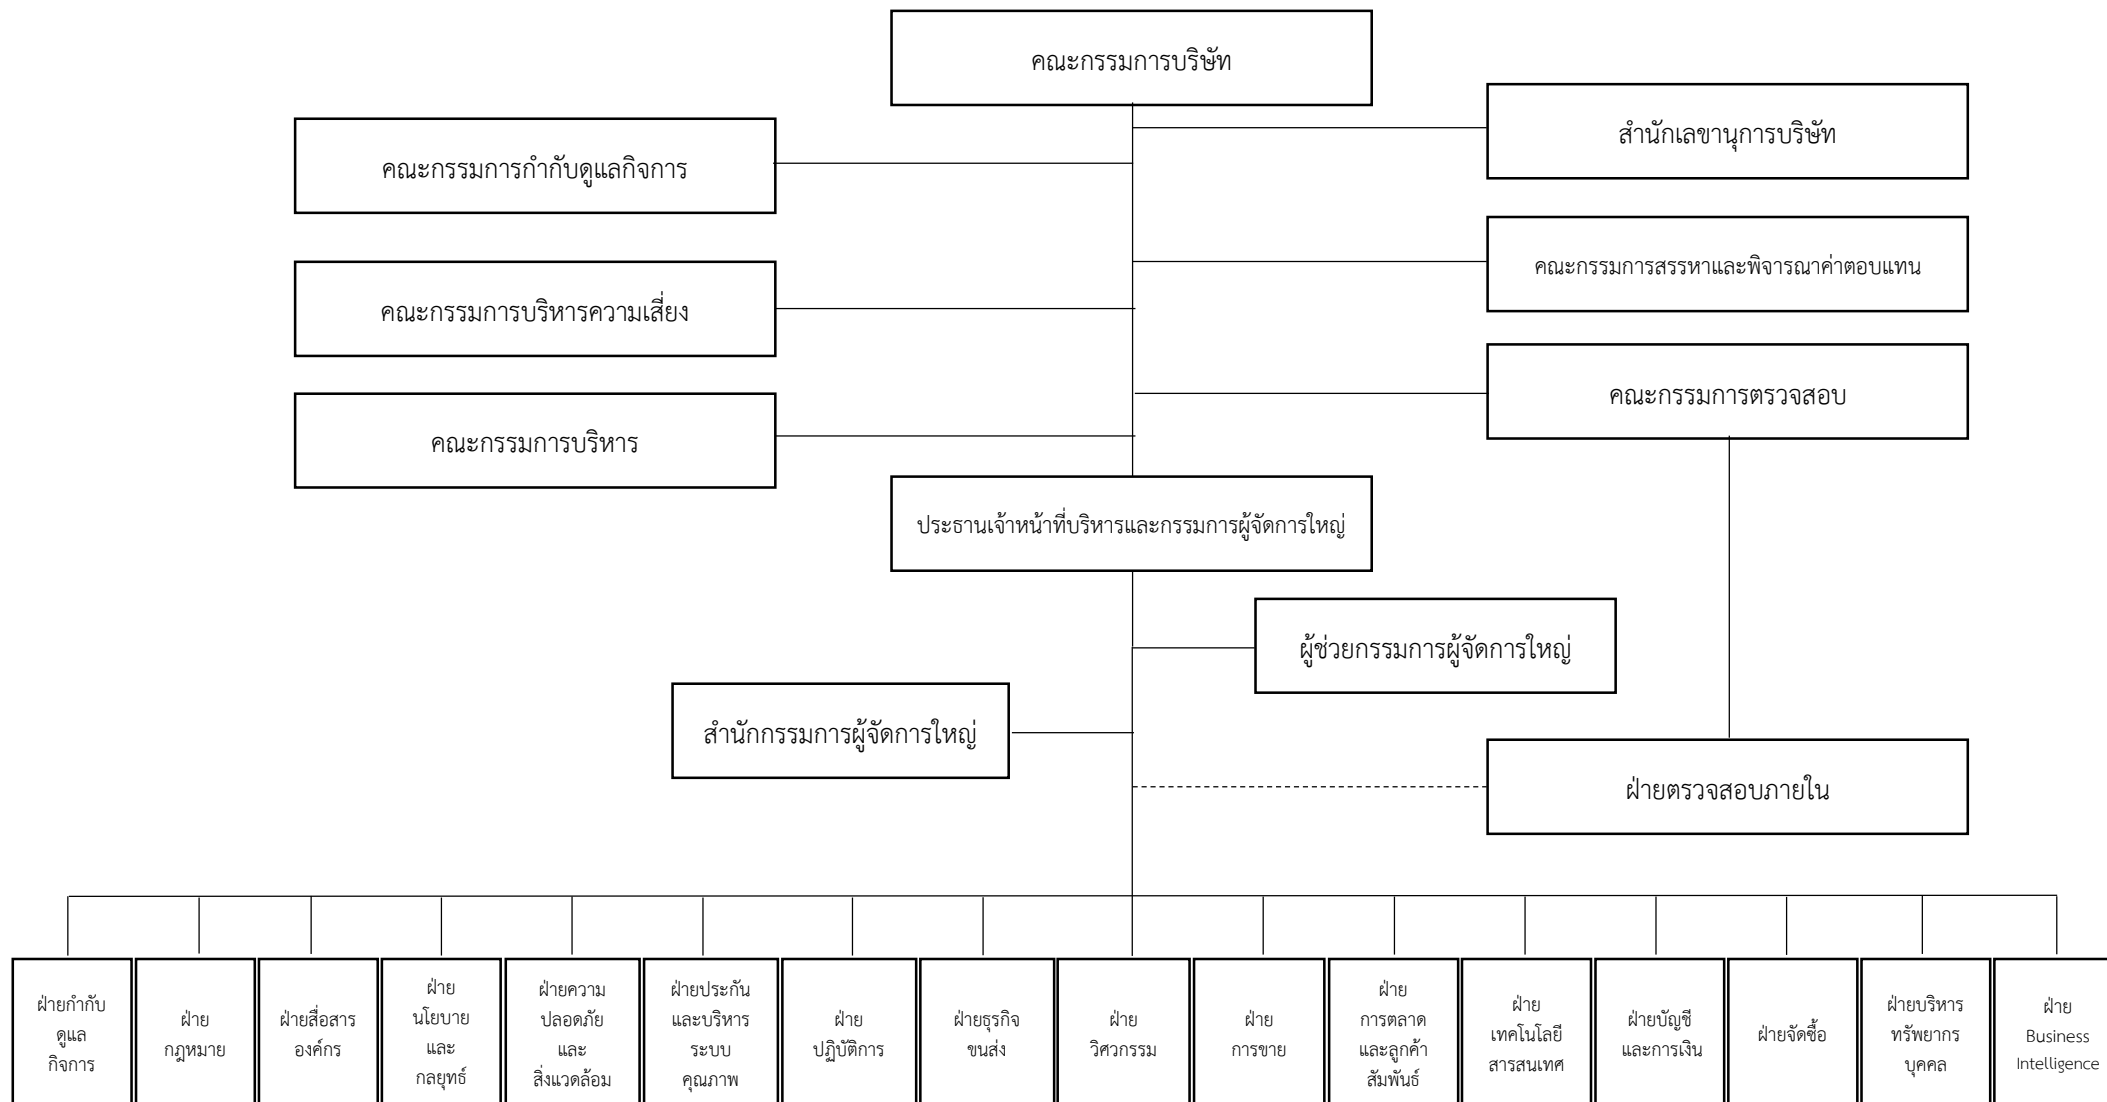 คณะกรรมการบริษัท
สำนักเลขานุการบริษัท
คณะกรรมการกำกับดูแลกิจการ
คณะกรรมการสรรหาและพิจารณาค่าตอบแทน
คณะกรรมการบริหารความเสี่ยง
คณะกรรมการตรวจสอบ
คณะกรรมการบริหาร
ประธานเจ้าหน้าที่บริหารและกรรมการผู้จัดการใหญ่
ผู้ช่วยกรรมการผู้จัดการใหญ่
สำนักกรรมการผู้จัดการใหญ่
ฝ่ายตรวจสอบภายใน
ฝ่ายกำกับ
ดูแล
กิจการ
ฝ่าย
กฎหมาย
ฝ่ายสื่อสาร
องค์กร
ฝ่าย
นโยบาย
และ
กลยุทธ์
ฝ่ายความ
ปลอดภัย
และ
สิ่งแวดล้อม
ฝ่ายประกัน
และบริหาร
ระบบ
คุณภาพ
ฝ่าย
ปฏิบัติการ
ฝ่ายธุรกิจ
ขนส่ง
ฝ่าย
วิศวกรรม
ฝ่าย
การขาย
ฝ่าย
การตลาด
และลูกค้า
สัมพันธ์
ฝ่าย
เทคโนโลยี
สารสนเทศ
ฝ่ายบัญชี
และการเงิน
ฝ่ายจัดซื้อ
ฝ่ายบริหาร
ทรัพยากร
บุคคล
ฝ่าย
Business
Intelligence